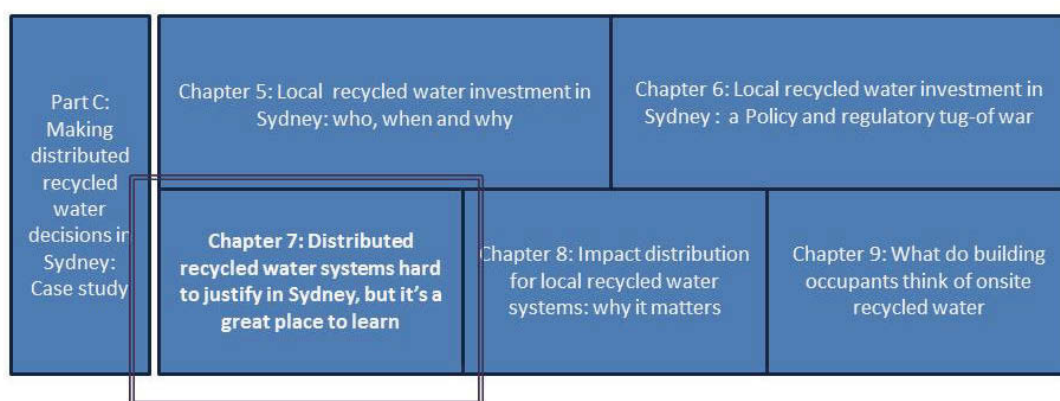 Part C:
Making
distributed
recycled
water
decisions in
Sydney:
Case study
Chapter 5: Local recycled water investment in
Sydney: who, when and why
Chapter 6: Local recycled water investment in
Sydney : a Policy and regulatory tug-of war
Chapter 7: Distributed
recycled water systems hard
to justify in Sydney, but it's a
great place to learn
Chapter 8: Impact distribution
for local recycled water
systems: why it matters
Chapter 9: What do building
occupants think of onsite
recycled water